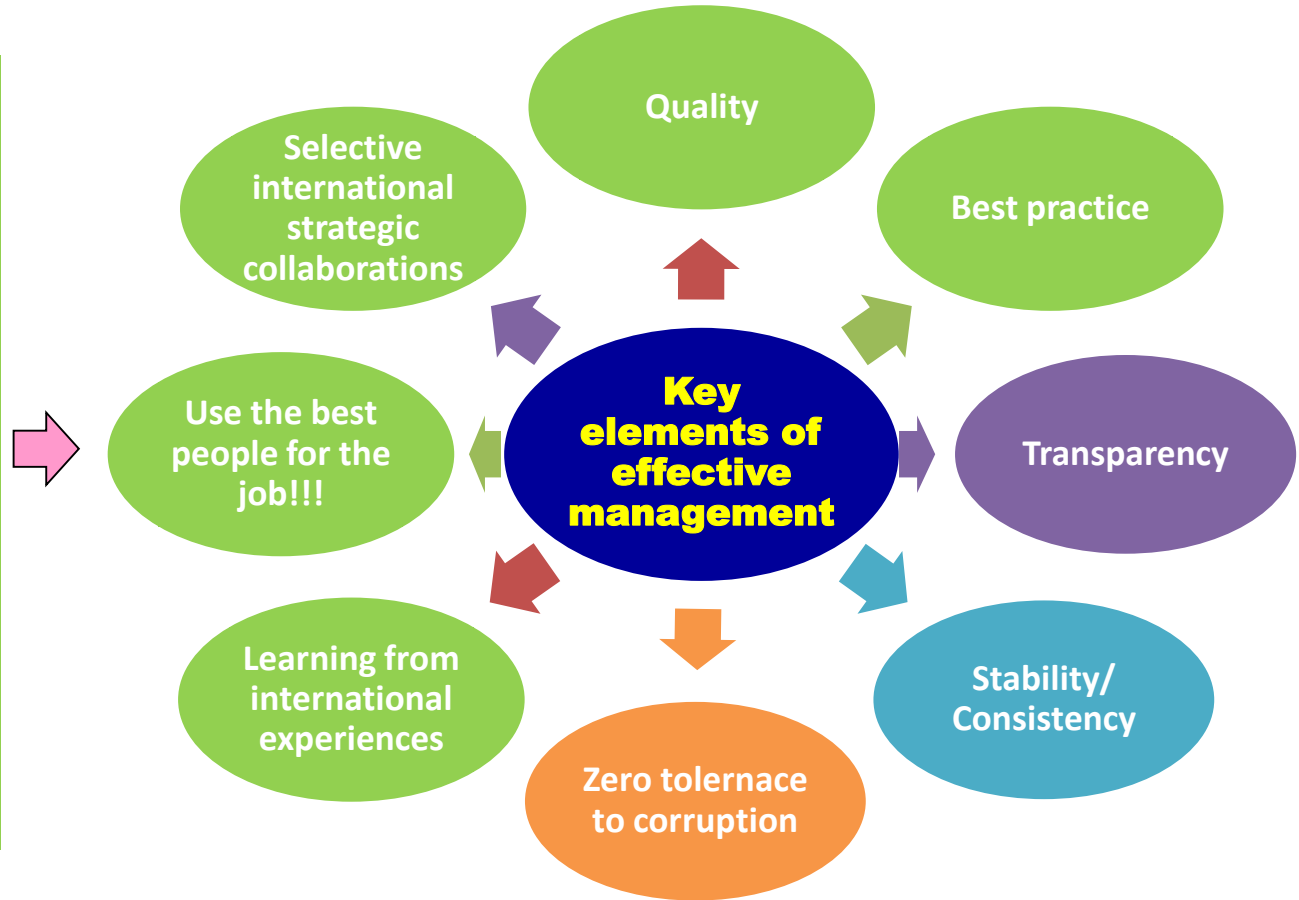 Quality
Selective
international
strategic
collaborations
Best practice
Use the best
people for the
job!!!
Key
elements of
effective
management
Transparency
Learning from
international
experiences
Stability/
Consistency
Zero tolernace
to corruption